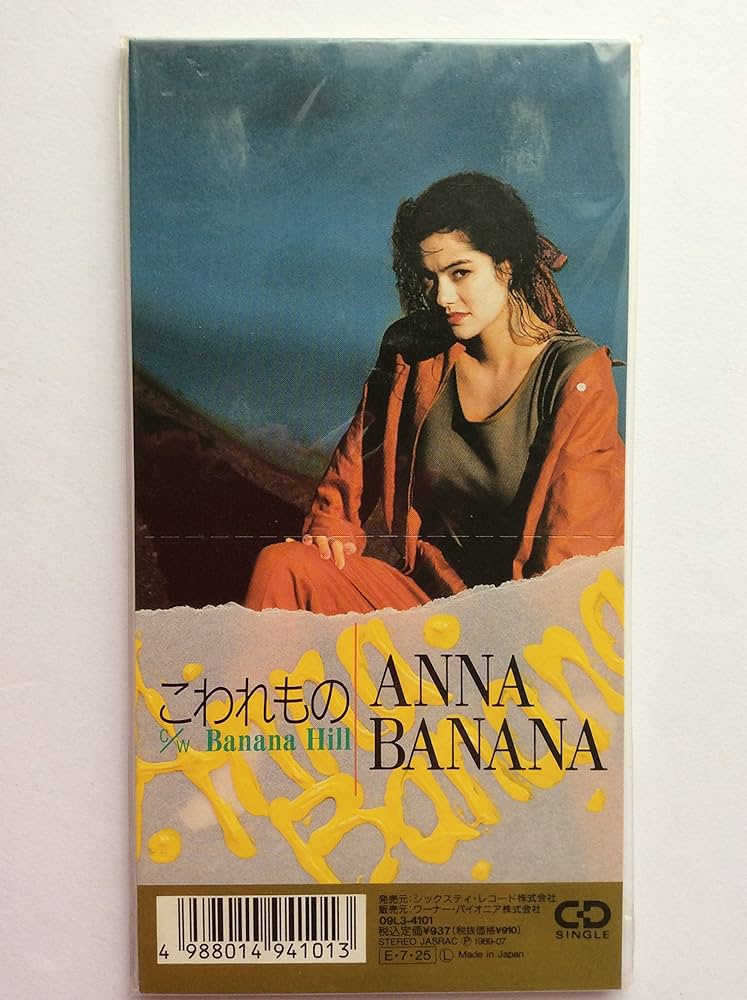 こわれもの
C/W Banana Hill
ANNA
BANANA
Anna
Banana
発売元:シックスティ・レコード株式会社
販売元:ワーナー・パイオニア株式会社
09L3-4101
税込定価¥937(税抜価格¥910)
STEREO JASRAC Ⓟ 1989-07
E・7・25 Ⓛ Made in Japan
CD
SINGLE
4 988014 941013